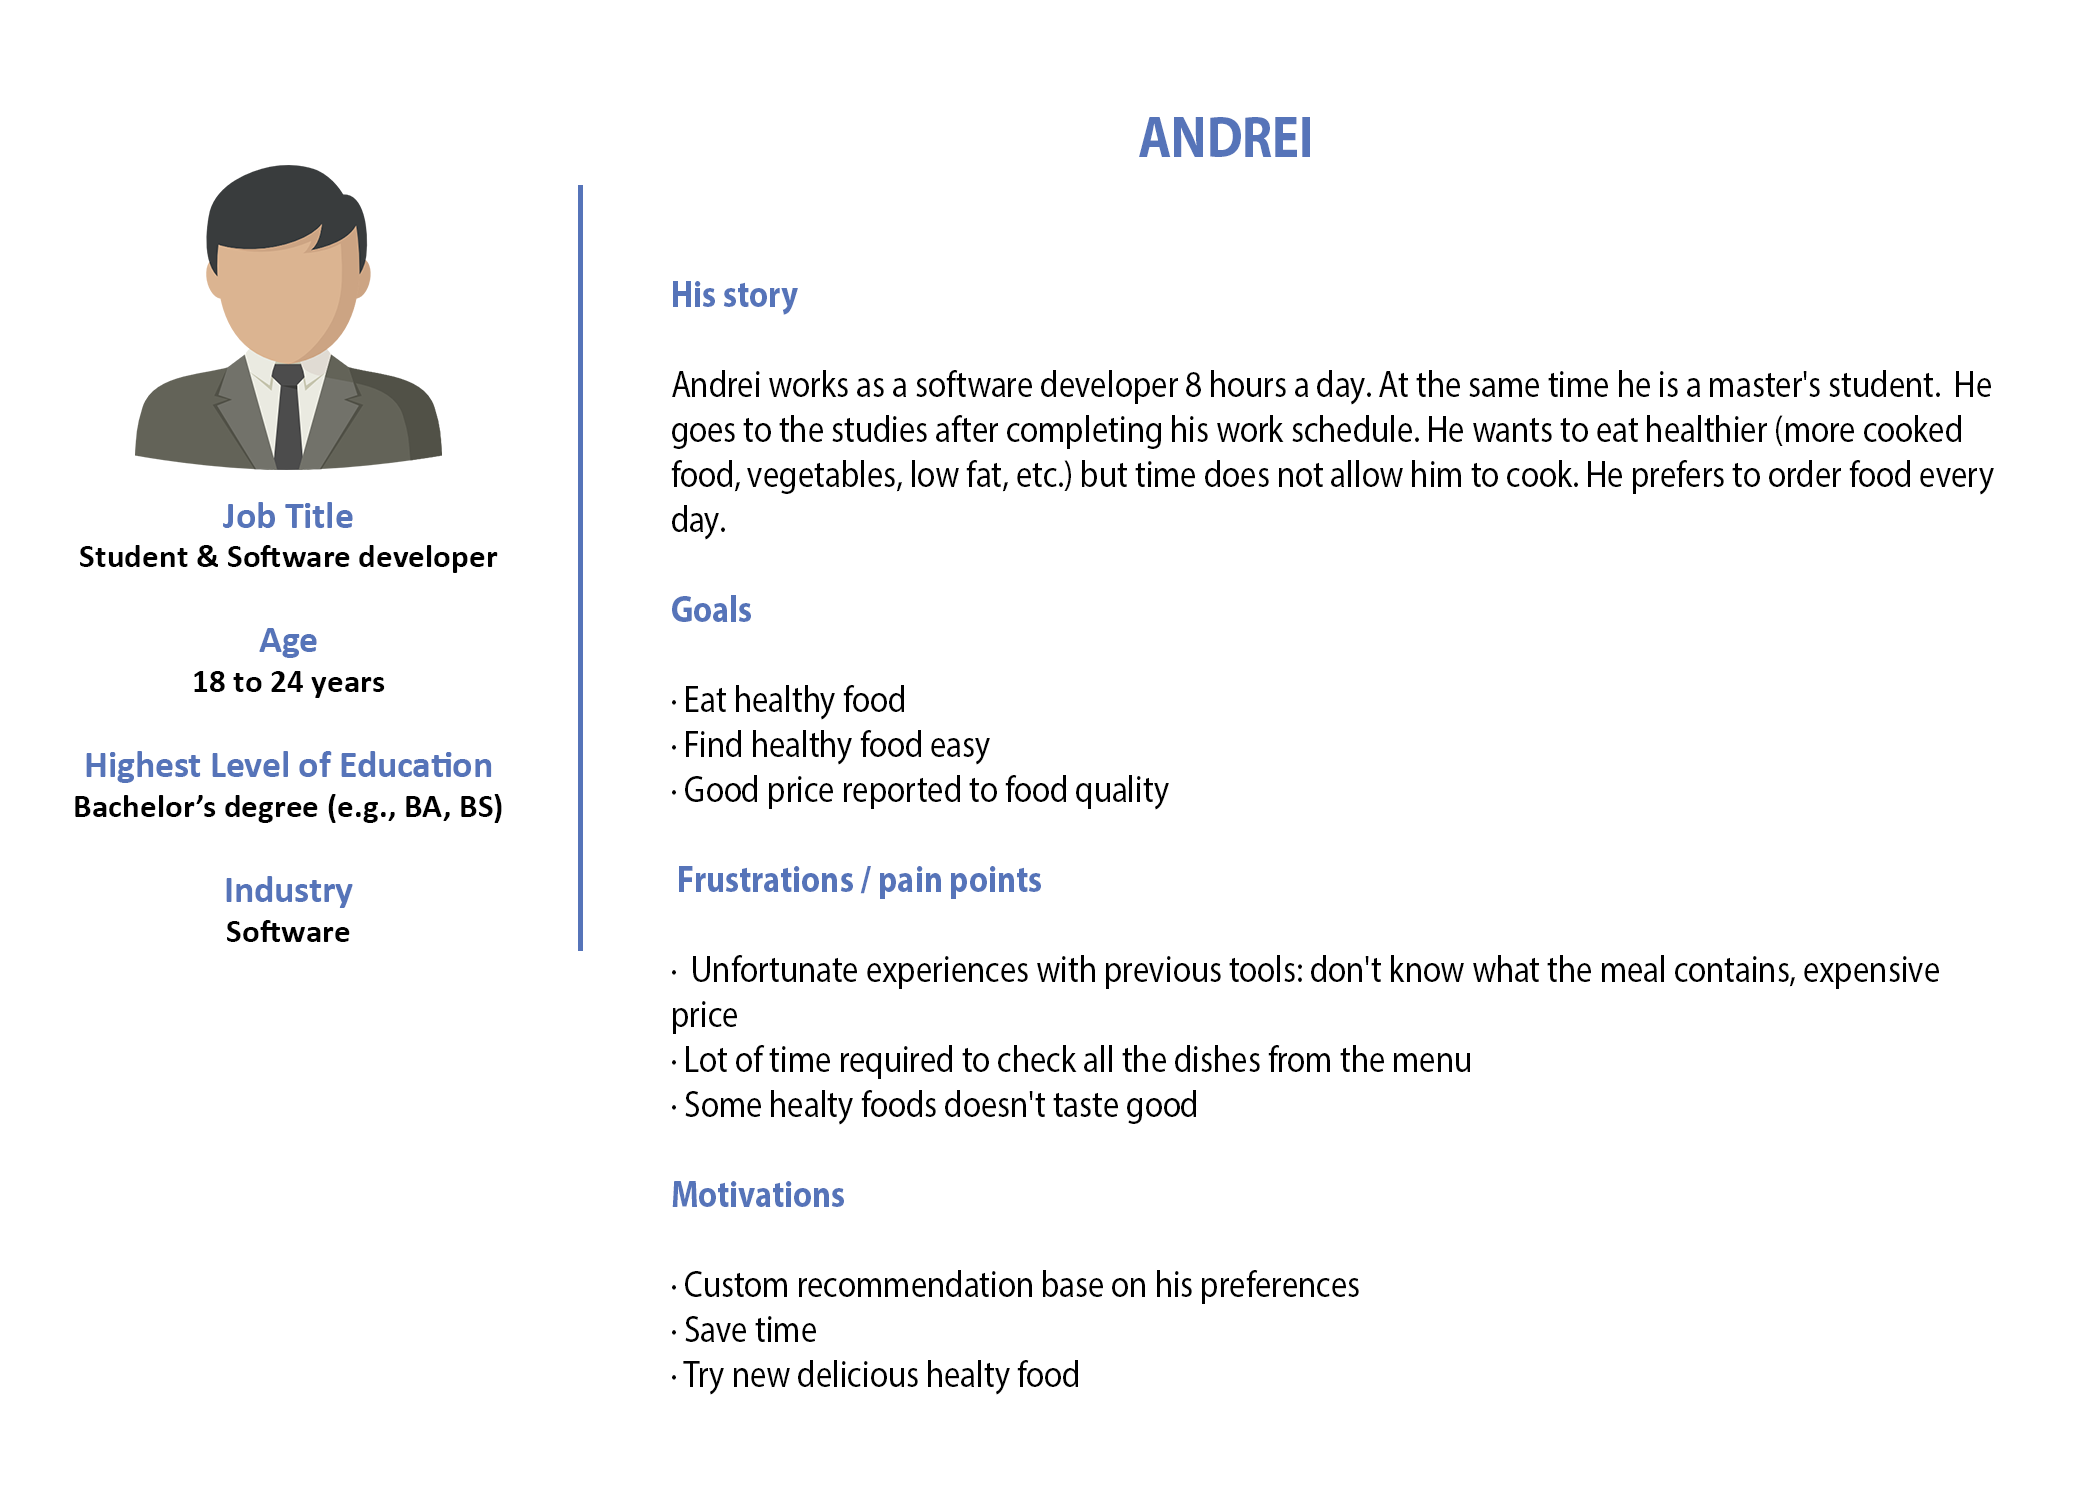 ANDREI
Job Title
Student & Software developer
Age
18 to 24 years
Highest Level of Education
Bachelor’s degree (e.g., BA, BS)
Industry
Software
His story
Andrei works as a software developer 8 hours a day. At the same time he is a master's student.  He
goes to the studies after completing his work schedule. He wants to eat healthier (more cooked
food, vegetables, low fat, etc.) but time does not allow him to cook. He prefers to order food every
day.
Goals
· Eat healthy food
· Find healthy food easy
· Good price reported to food quality
Frustrations / pain points
·  Unfortunate experiences with previous tools: don't know what the meal contains, expensive
price
· Lot of time required to check all the dishes from the menu
· Some healty foods doesn't taste good
Motivations
· Custom recommendation base on his preferences
· Save time
· Try new delicious healty food